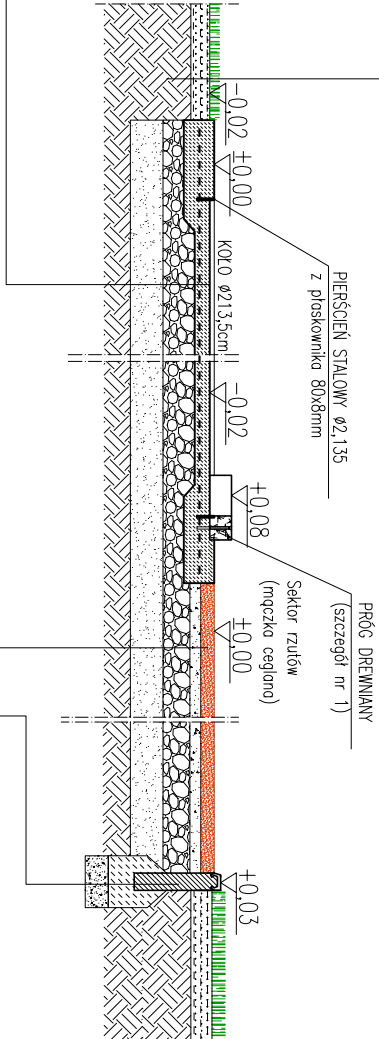 PIERŚCIEŃ STALOWY ø2,135
z płaskownika 80x8mm
PRÓG DREWNIANY
(szczegół nr 1)
-0,02
±0,00
KOŁO ø213,5cm
-0,02
+0,08
Sektor rzutów
(mączka ceglana)
±0,00
+0,03